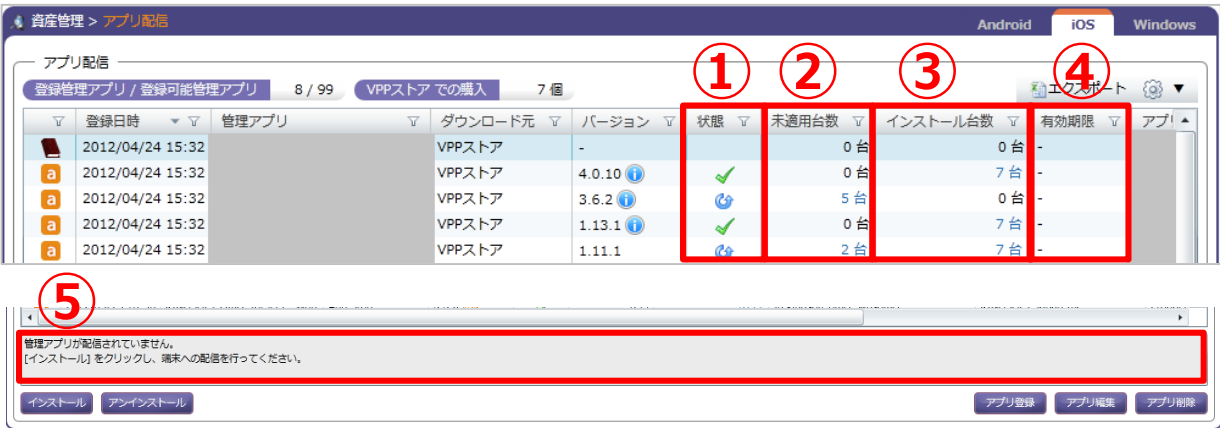 資産管理 > アプリ配信 Android iOS Windows
アプリ配信
登録管理アプリ / 登録可能管理アプリ 8 / 99 VPPストア での購入 7 個 エクスポート ▼
① ② ③ ④
登録日時 管理アプリ ダウンロード元 バージョン 状態 未適用台数 インストール台数 有効期限 アプリ
2012/04/24 15:32 VPPストア - 0 台 0 台 -
a 2012/04/24 15:32 VPPストア 4.0.10 0 台 7 台 -
a 2012/04/24 15:32 VPPストア 3.6.2 5 台 0 台 -
a 2012/04/24 15:32 VPPストア 1.13.1 0 台 7 台 -
a 2012/04/24 15:32 VPPストア 1.11.1 2 台 7 台 -
⑤
管理アプリが配信されていません。
[インストール] をクリックし、端末への配信を行ってください。
インストール アンインストール アプリ登録 アプリ編集 アプリ削除